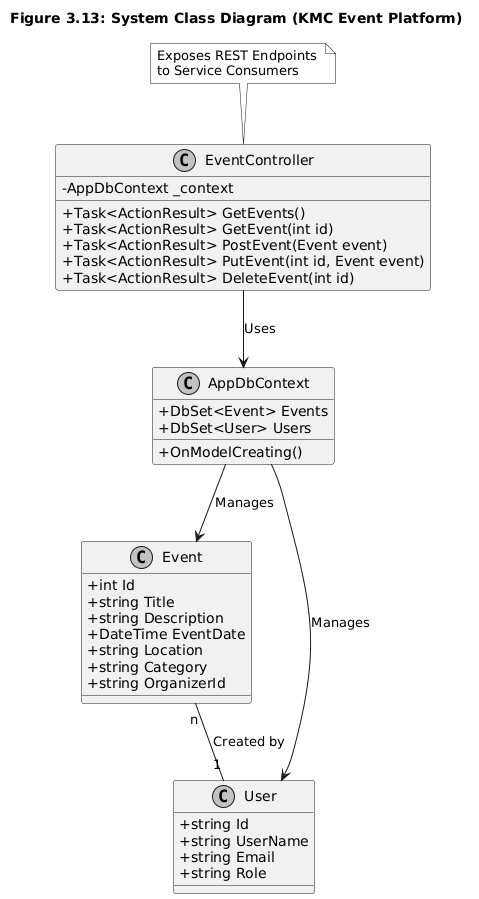 Figure 3.13: System Class Diagram (KMC Event Platform)
Exposes REST Endpoints
to Service Consumers
C EventController
-AppDbContext _context
+Task<ActionResult> GetEvents()
+Task<ActionResult> GetEvent(int id)
+Task<ActionResult> PostEvent(Event event)
+Task<ActionResult> PutEvent(int id, Event event)
+Task<ActionResult> DeleteEvent(int id)
Uses
C AppDbContext
+DbSet<Event> Events
+DbSet<User> Users
+OnModelCreating()
Manages
C Event
+int Id
+string Title
+string Description
+DateTime EventDate
+string Location
+string Category
+string OrganizerId
Manages
n
Created by
1
C User
+string Id
+string UserName
+string Email
+string Role